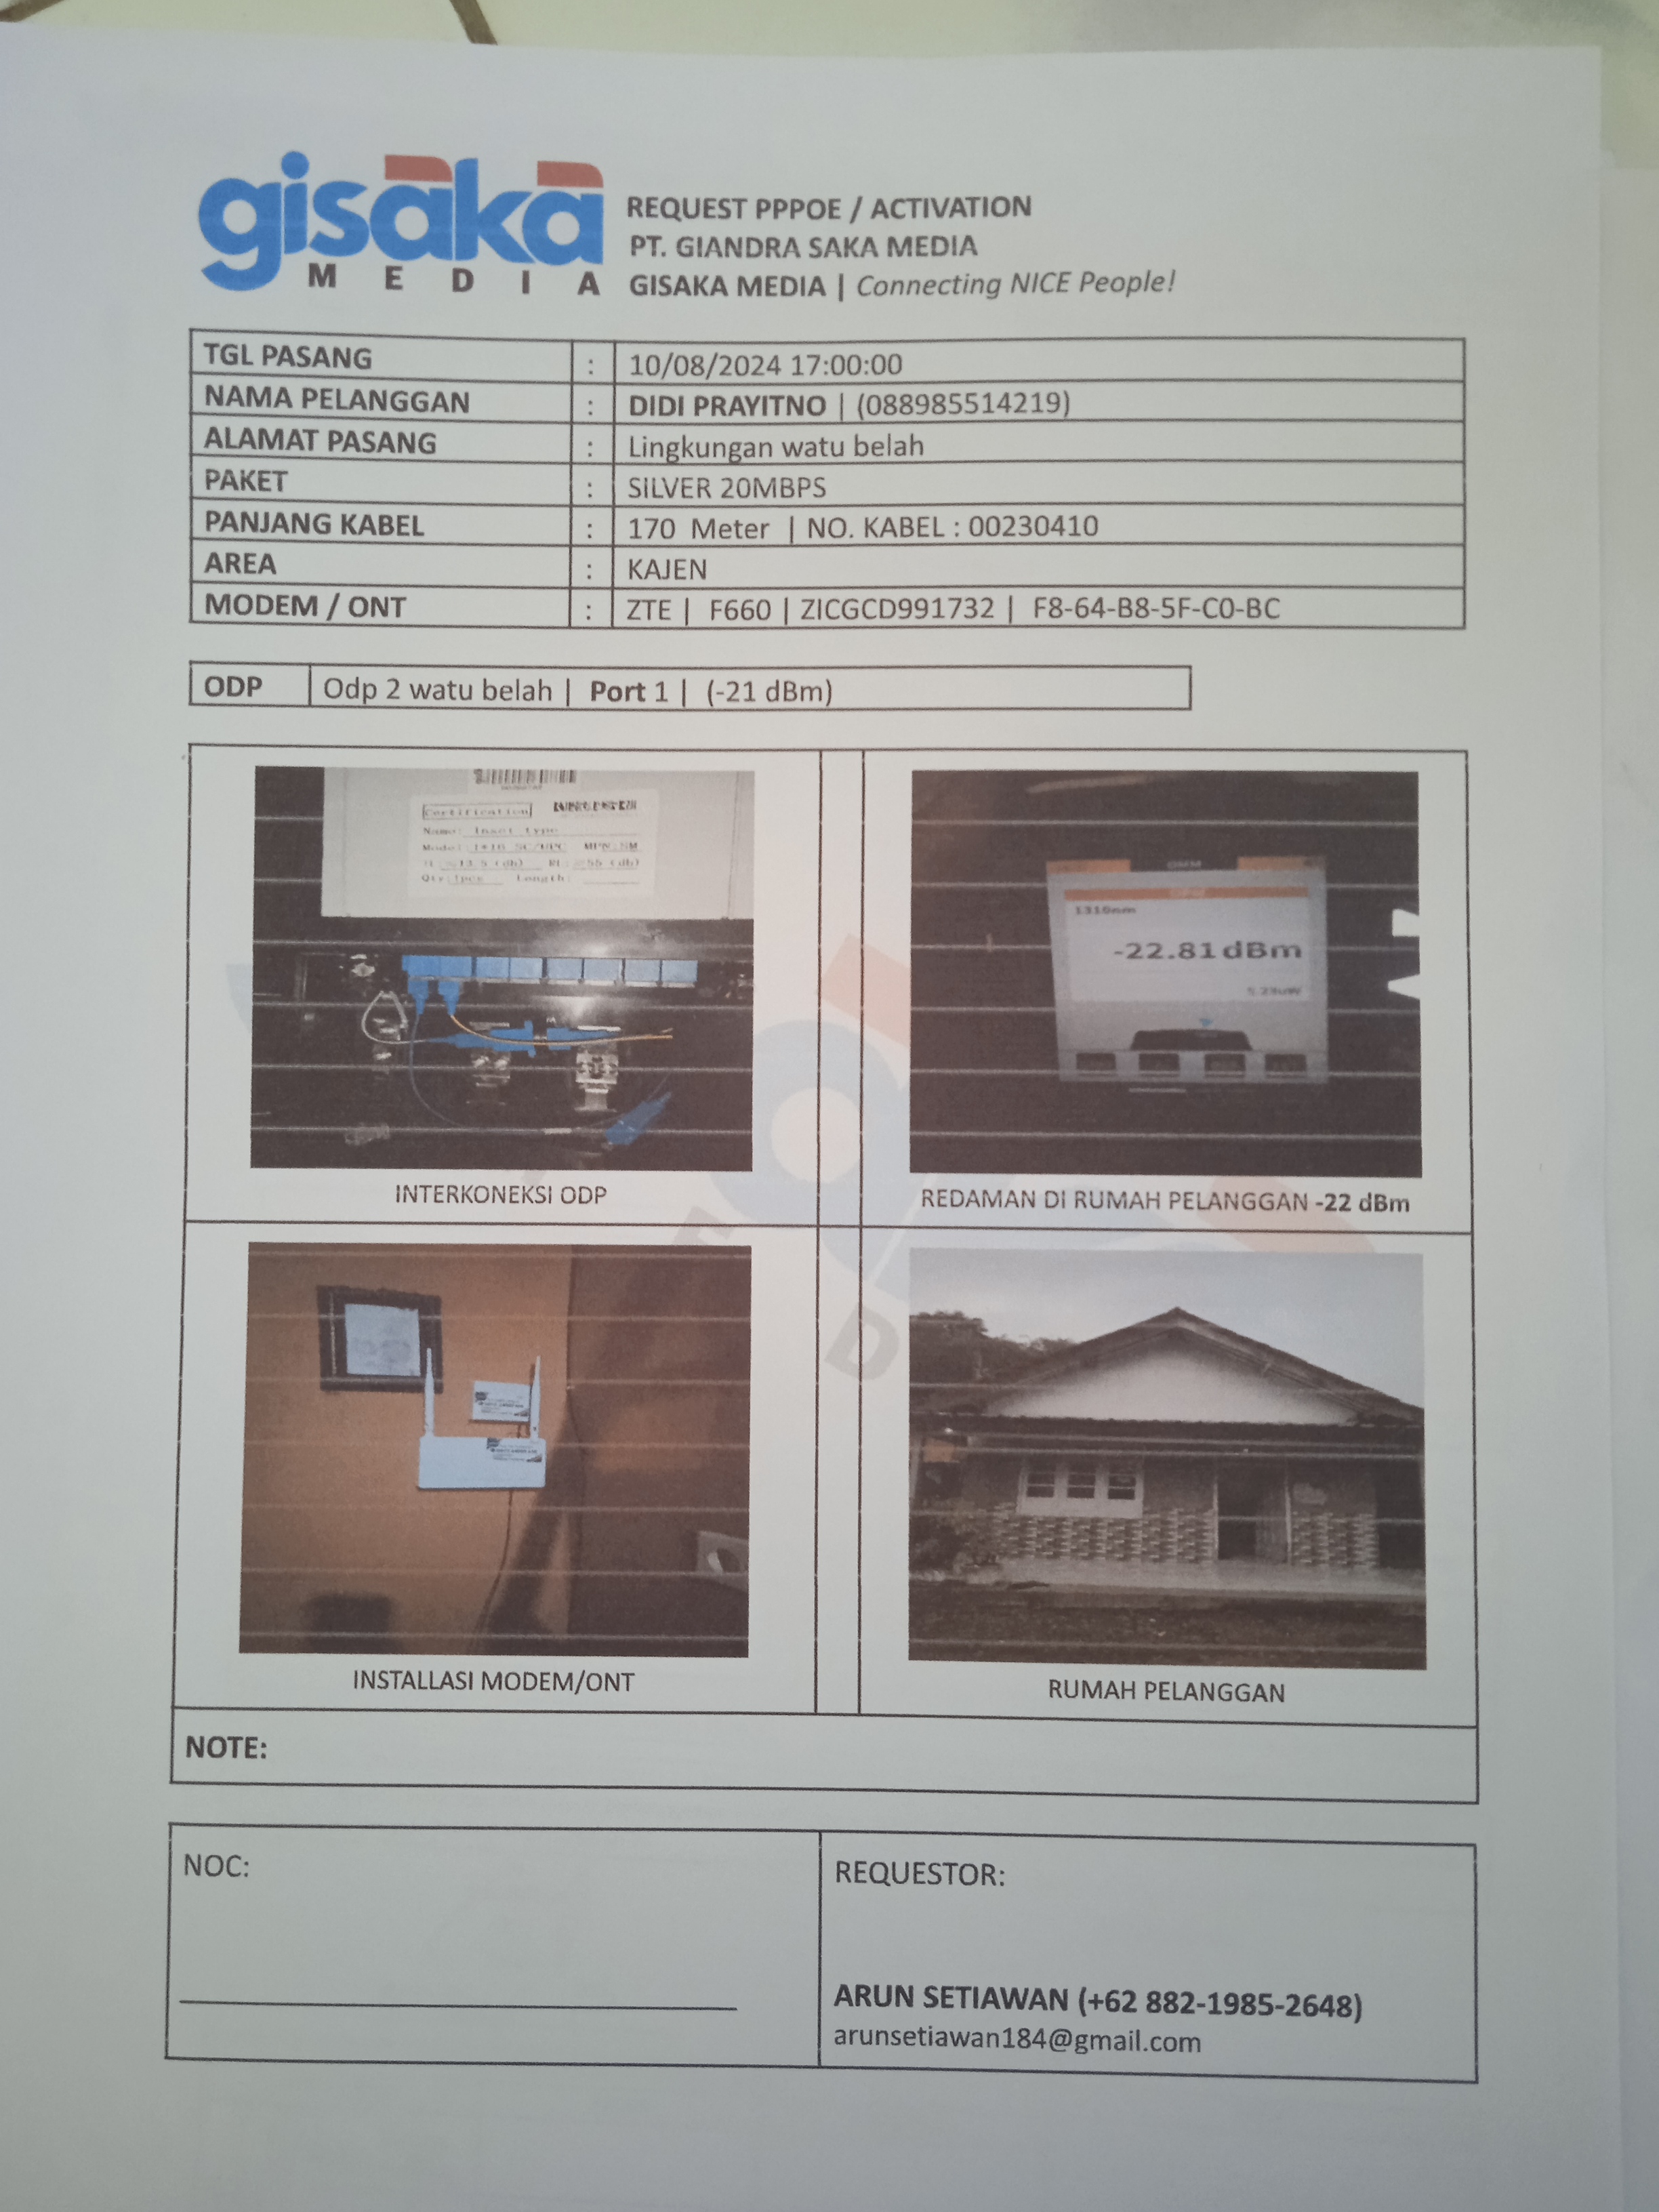 gisaka
MEDIA
REQUEST PPPOE / ACTIVATION
PT. GIANDRA SAKA MEDIA
GISAKA MEDIA | Connecting NICE People!
TGL PASANG : 10/08/2024 17:00:00
NAMA PELANGGAN : DIDI PRAYITNO | (088985514219)
ALAMAT PASANG : Lingkungan watu belah
PAKET : SILVER 20MBPS
PANJANG KABEL : 170 Meter | NO. KABEL : 00230410
AREA : KAJEN
MODEM / ONT : ZTE | F660 | ZICGCD991732 | F8-64-B8-5F-C0-BC
ODP Odp 2 watu belah | Port 1 | (-21 dBm)
Certification
Name: Inset type
Qty: 1pcs Length:
1310nm
-22.81dBm
INTERKONEKSI ODP
REDAMAN DI RUMAH PELANGGAN -22 dBm
INSTALLASI MODEM/ONT
RUMAH PELANGGAN
NOTE:
NOC:
REQUESTOR:
ARUN SETIAWAN (+62 882-1985-2648)
arunsetiawan184@gmail.com